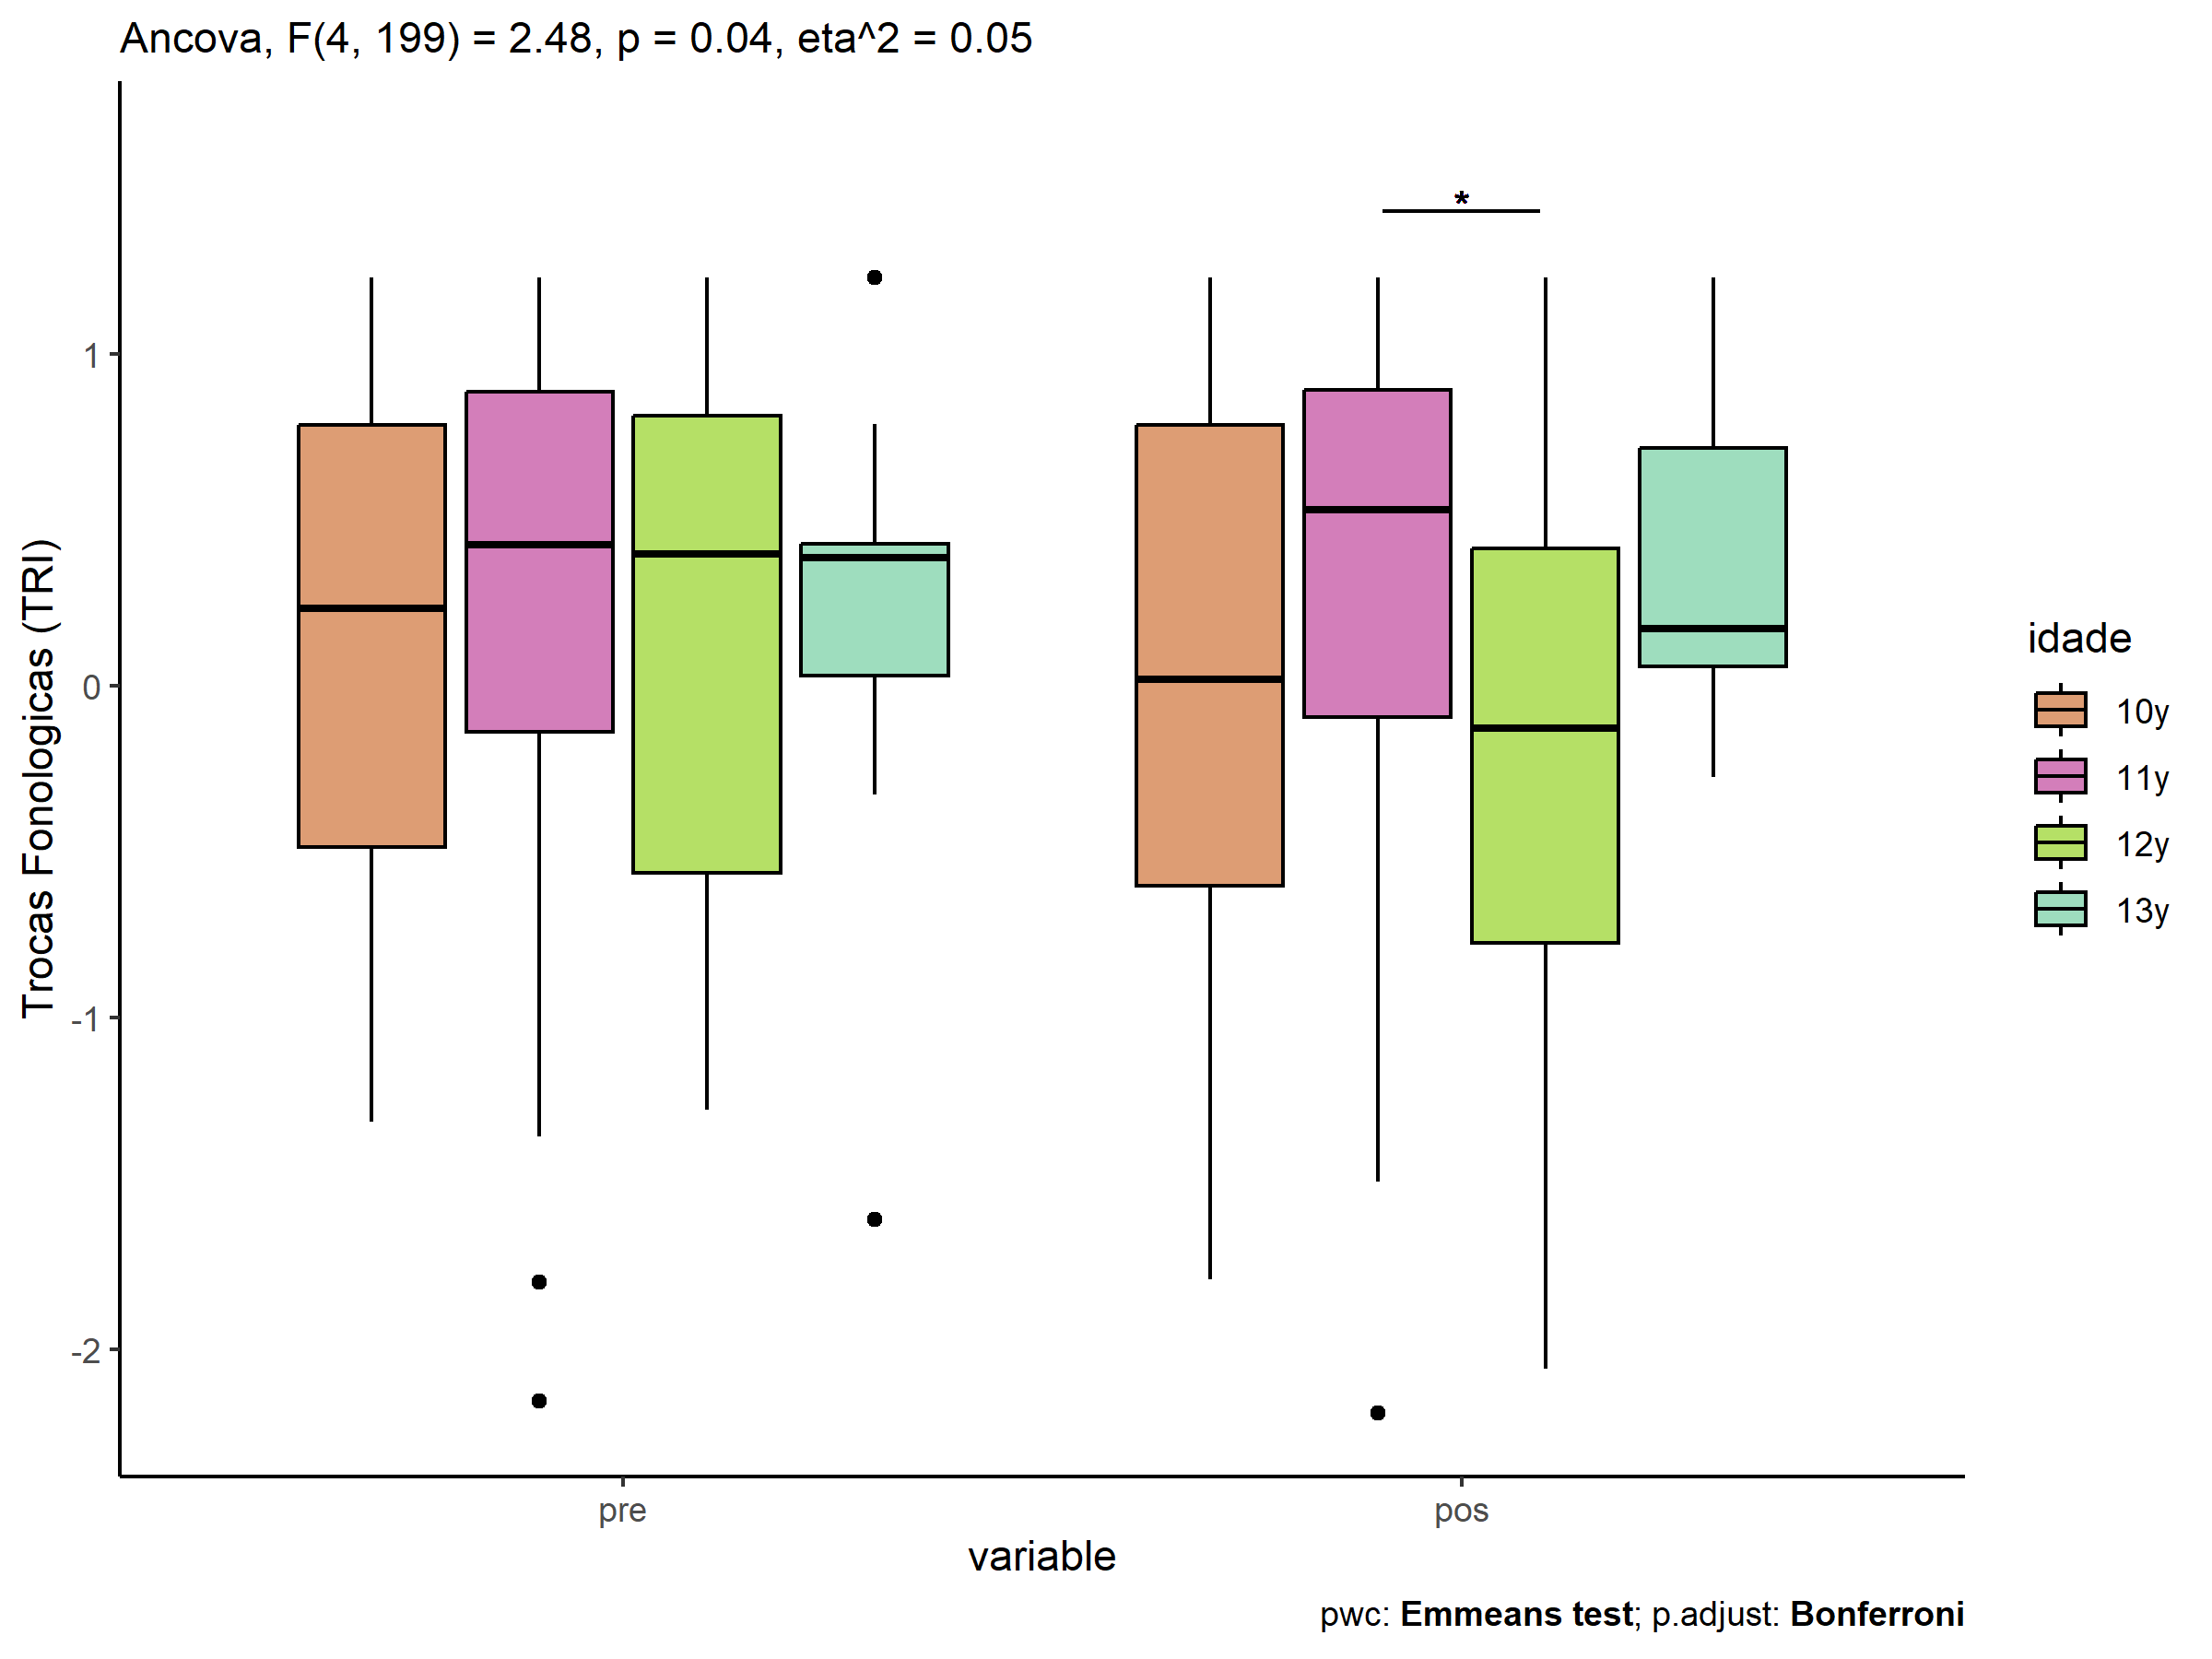 Ancova, F(4, 199) = 2.48, p = 0.04, eta^2 = 0.05
*
Trocas Fonologicas (TRI)
1
0
-1
-2
pre
pos
variable
idade
10y
11y
12y
13y
pwc: Emmeans test; p.adjust: Bonferroni